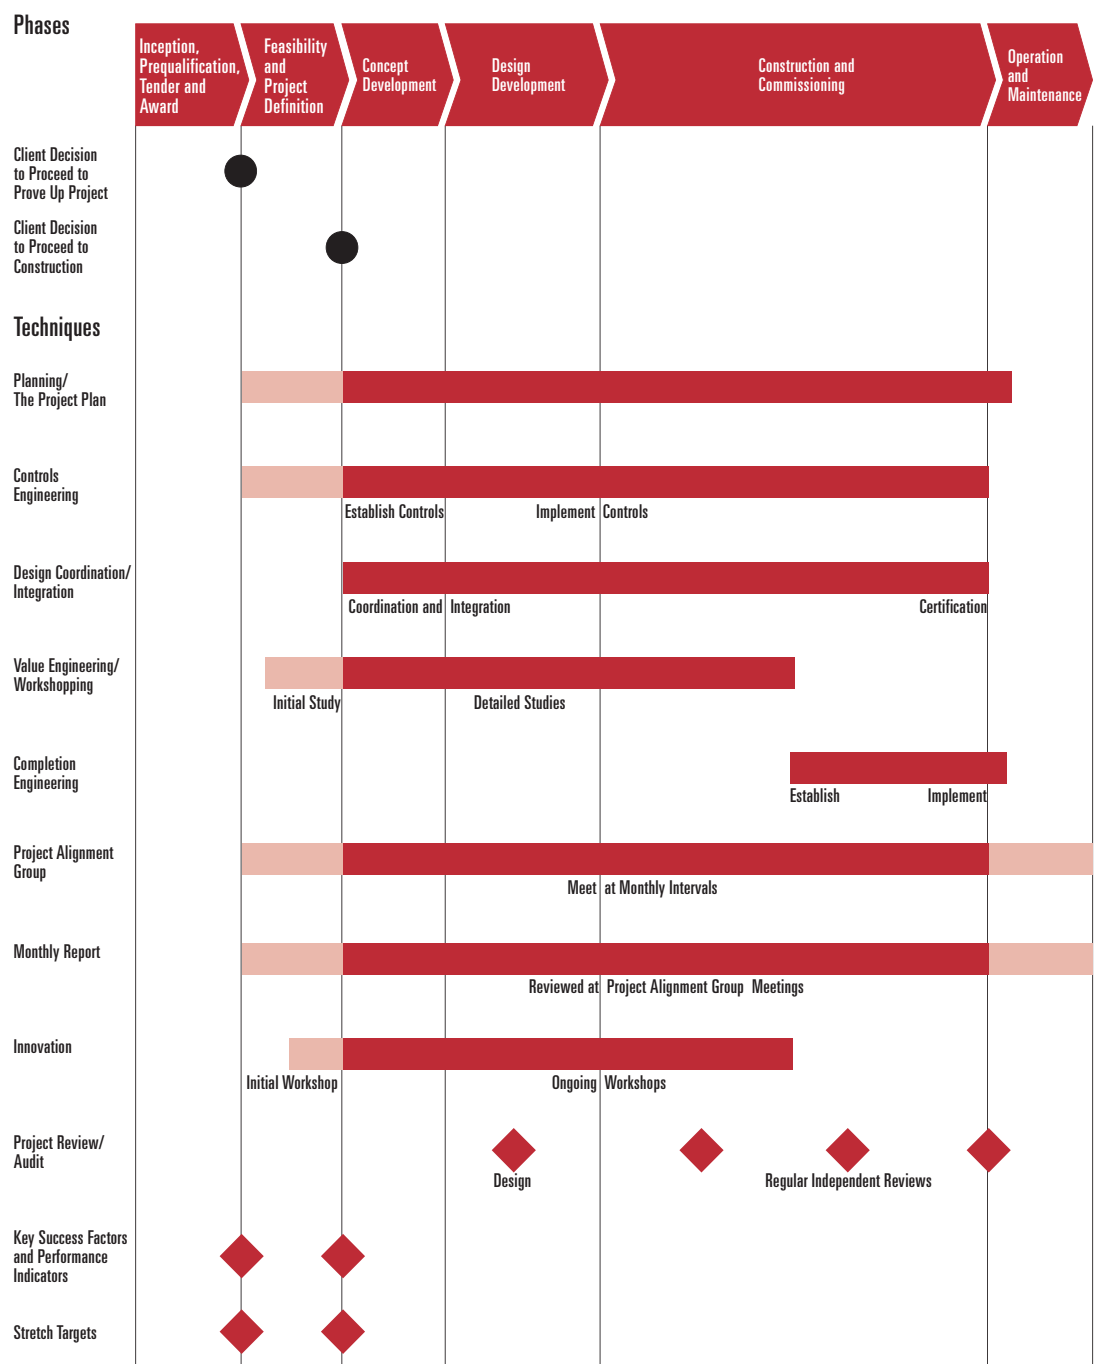 Phases
Inception,
Prequalification,
Tender and
Award
Feasibility
and
Project
Definition
Concept
Development
Design
Development
Construction and
Commissioning
Operation
and
Maintenance
Client Decision
to Proceed to
Prove Up Project
Client Decision
to Proceed to
Construction
Techniques
Planning/
The Project Plan
Controls
Engineering
Establish Controls
Implement Controls
Design Coordination/
Integration
Coordination and Integration
Certification
Value Engineering/
Workshopping
Initial Study
Detailed Studies
Completion
Engineering
Establish
Implement
Project Alignment
Group
Meet at Monthly Intervals
Monthly Report
Reviewed at Project Alignment Group Meetings
Innovation
Initial Workshop
Ongoing Workshops
Project Review/
Audit
Design
Regular Independent Reviews
Key Success Factors
and Performance
Indicators
Stretch Targets